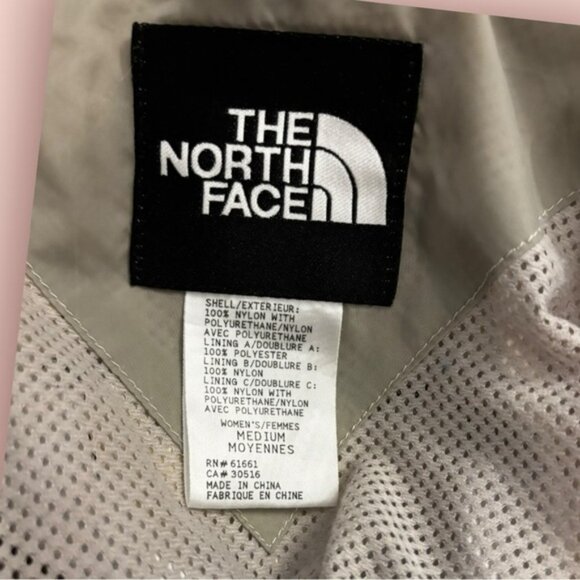 THE
NORTH
FACE
SHELL/EXTERIEUR:
100% NYLON WITH
POLYURETHANE/NYLON
AVEC POLYURETHANE
LINING A/DOUBLURE A:
100% POLYESTER
LINING B/DOUBLURE B:
100% NYLON
LINING C/DOUBLURE C:
100% NYLON WITH
POLYURETHANE/NYLON
AVEC POLYURETHANE
WOMEN'S/FEMMES
MEDIUM
MOYENNES
RN# 61661
CA# 30516
MADE IN CHINA
FABRIQUE EN CHINE